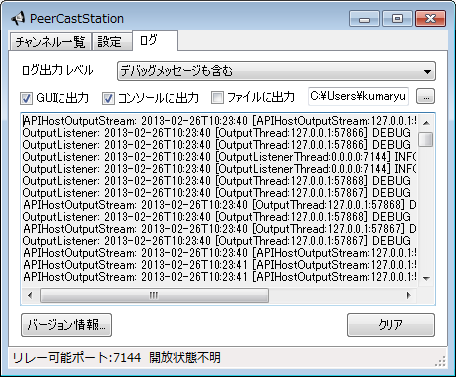 PeerCastStation
チャンネル一覧 設定 ログ
ログ出力レベル デバッグメッセージも含む
GUIに出力 コンソールに出力 ファイルに出力 C:¥Users¥kumaryu ...
APIHostOutputStream: 2013-02-26T10:23:40 [APIHostOutputStream:127.0.0.1:5
OutputListener: 2013-02-26T10:23:40 [OutputThread:127.0.0.1:57866] DEBUG
OutputListener: 2013-02-26T10:23:40 [OutputThread:127.0.0.1:57866] DEBUG
OutputListener: 2013-02-26T10:23:40 [OutputListenerThread:0.0.0.0:7144] INFO
OutputListener: 2013-02-26T10:23:40 [OutputListenerThread:0.0.0.0:7144] INFO
OutputListener: 2013-02-26T10:23:40 [OutputThread:127.0.0.1:57868] DEBUG
OutputListener: 2013-02-26T10:23:40 [OutputThread:127.0.0.1:57867] DEBUG
APIHostOutputStream: 2013-02-26T10:23:40 [OutputThread:127.0.0.1:57868] D
OutputListener: 2013-02-26T10:23:40 [OutputThread:127.0.0.1:57868] DEBUG
APIHostOutputStream: 2013-02-26T10:23:40 [OutputThread:127.0.0.1:57867] D
OutputListener: 2013-02-26T10:23:40 [OutputThread:127.0.0.1:57867] DEBUG
APIHostOutputStream: 2013-02-26T10:23:40 [APIHostOutputStream:127.0.0.1:5
APIHostOutputStream: 2013-02-26T10:23:41 [APIHostOutputStream:127.0.0.1:5
APIHostOutputStream: 2013-02-26T10:23:41 [APIHostOutputStream:127.0.0.1:5
バージョン情報... クリア
リレー可能ポート:7144 開放状態不明